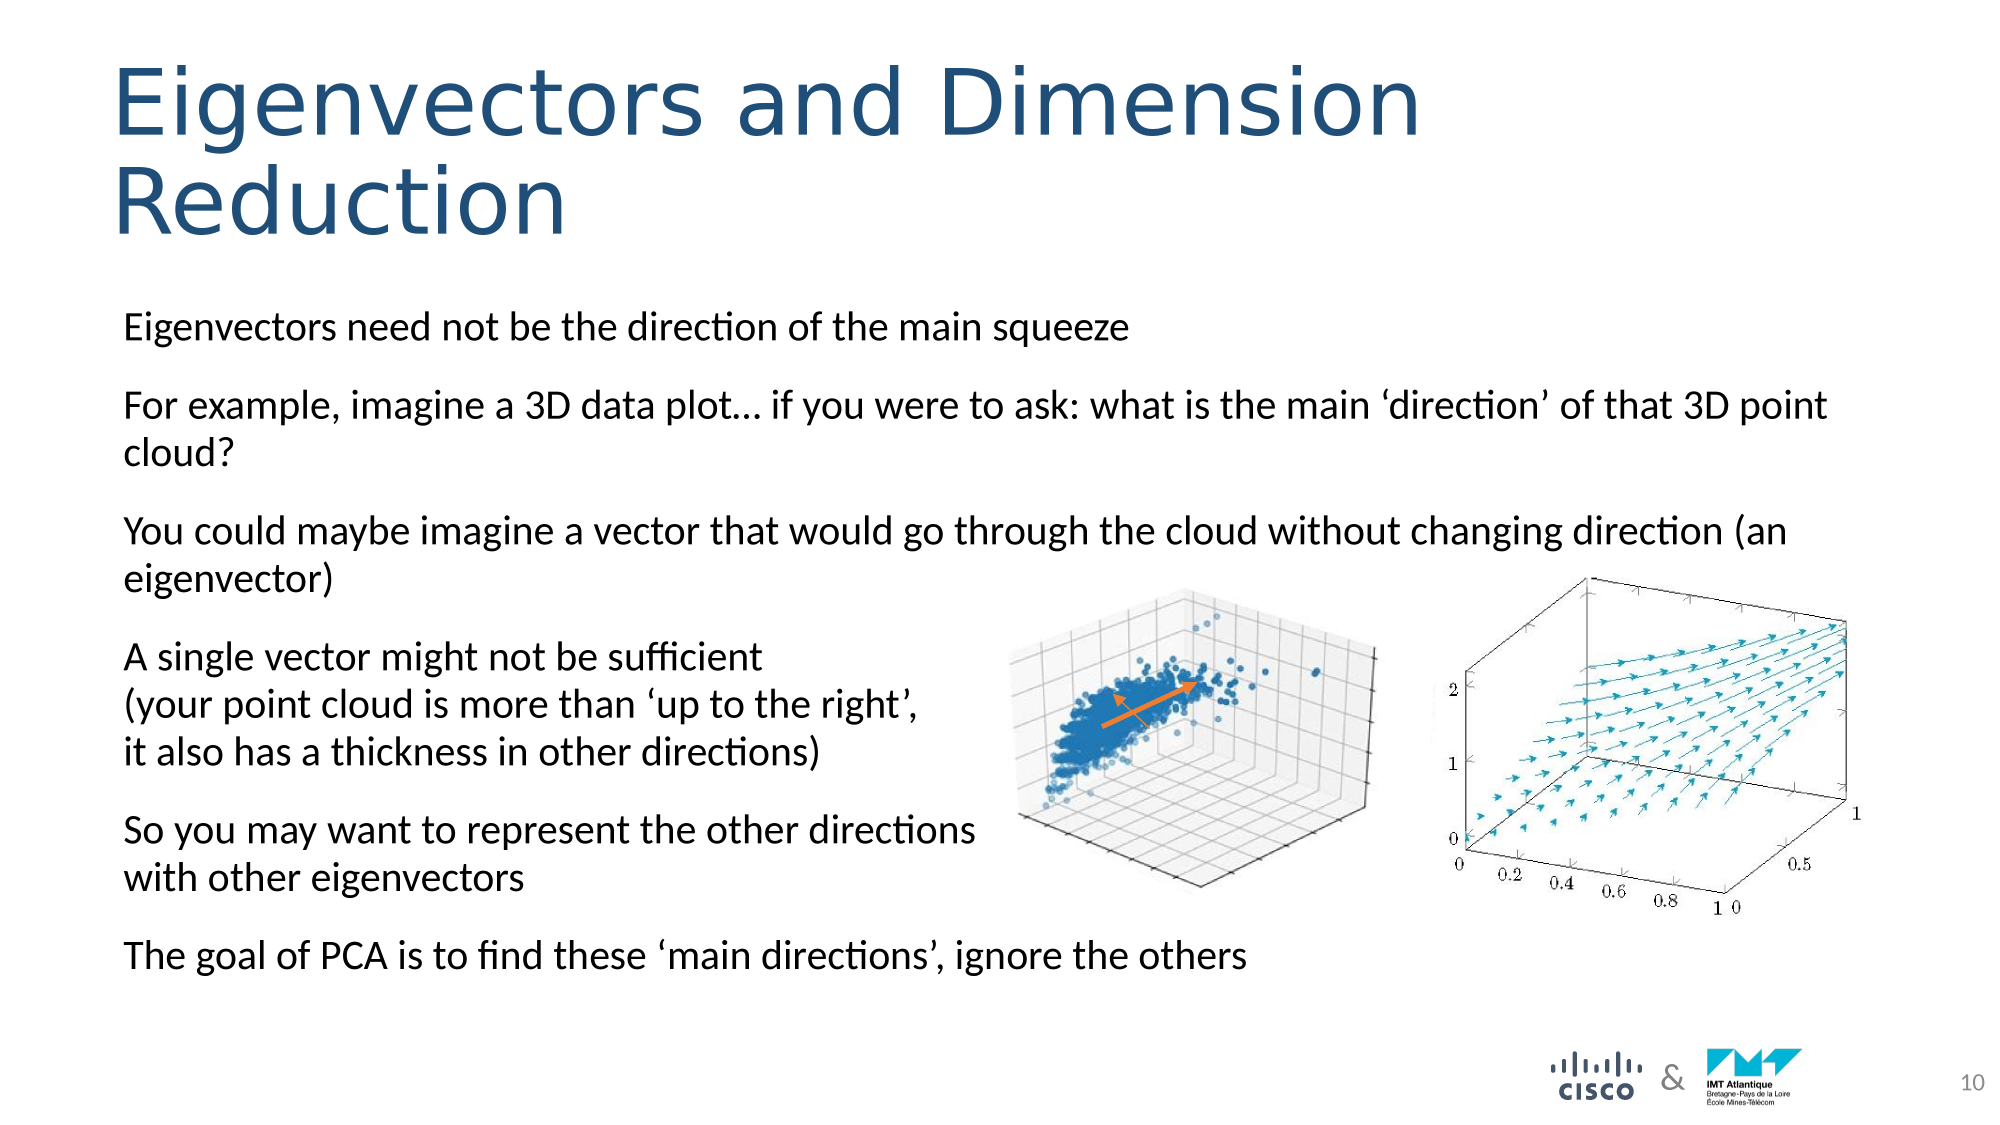 Eigenvectors and Dimension
Reduction
Eigenvectors need not be the direction of the main squeeze
For example, imagine a 3D data plot… if you were to ask: what is the main ‘direction’ of that 3D point
cloud?
You could maybe imagine a vector that would go through the cloud without changing direction (an
eigenvector)
A single vector might not be sufficient
(your point cloud is more than ‘up to the right’,
it also has a thickness in other directions)
So you may want to represent the other directions
with other eigenvectors
The goal of PCA is to find these ‘main directions’, ignore the others
2
1
0
0
0.2
0.4
0.6
0.8
1
0
0.5
1
CISCO
&
IMT Atlantique
Bretagne-Pays de la Loire
École Mines-Télécom
10